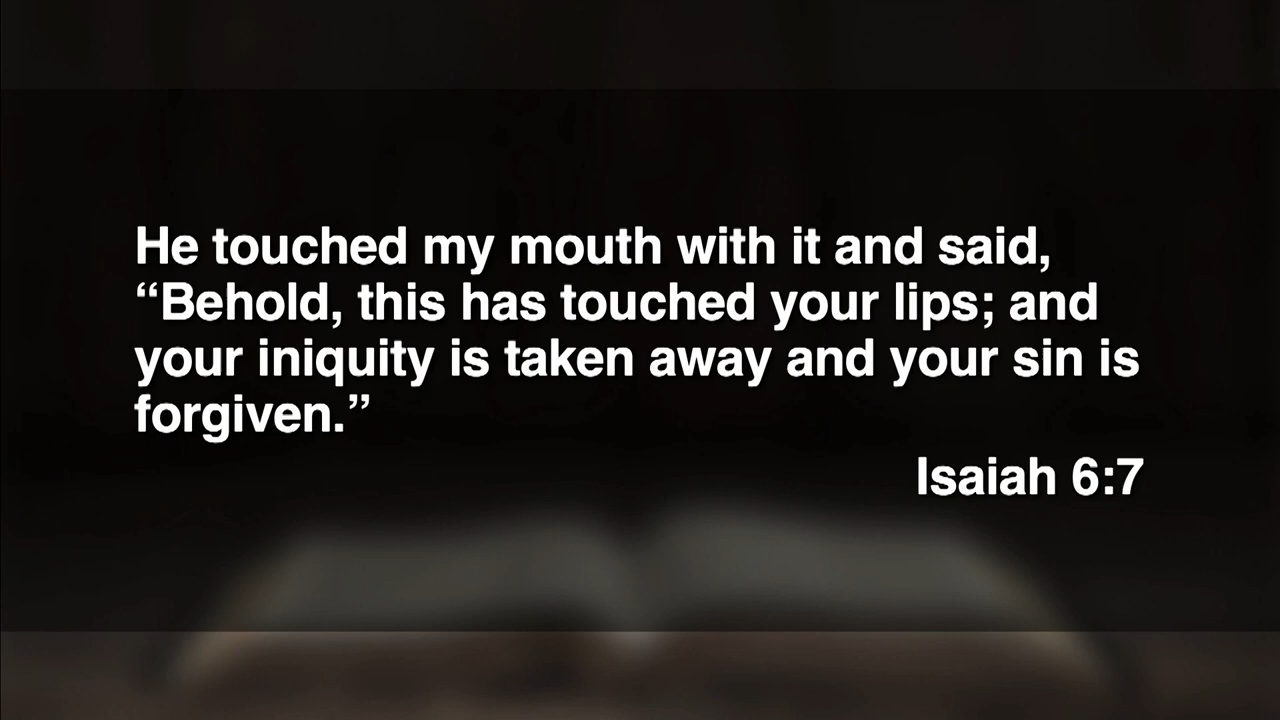 He touched my mouth with it and said,
“Behold, this has touched your lips; and
your iniquity is taken away and your sin is
forgiven.”
Isaiah 6:7